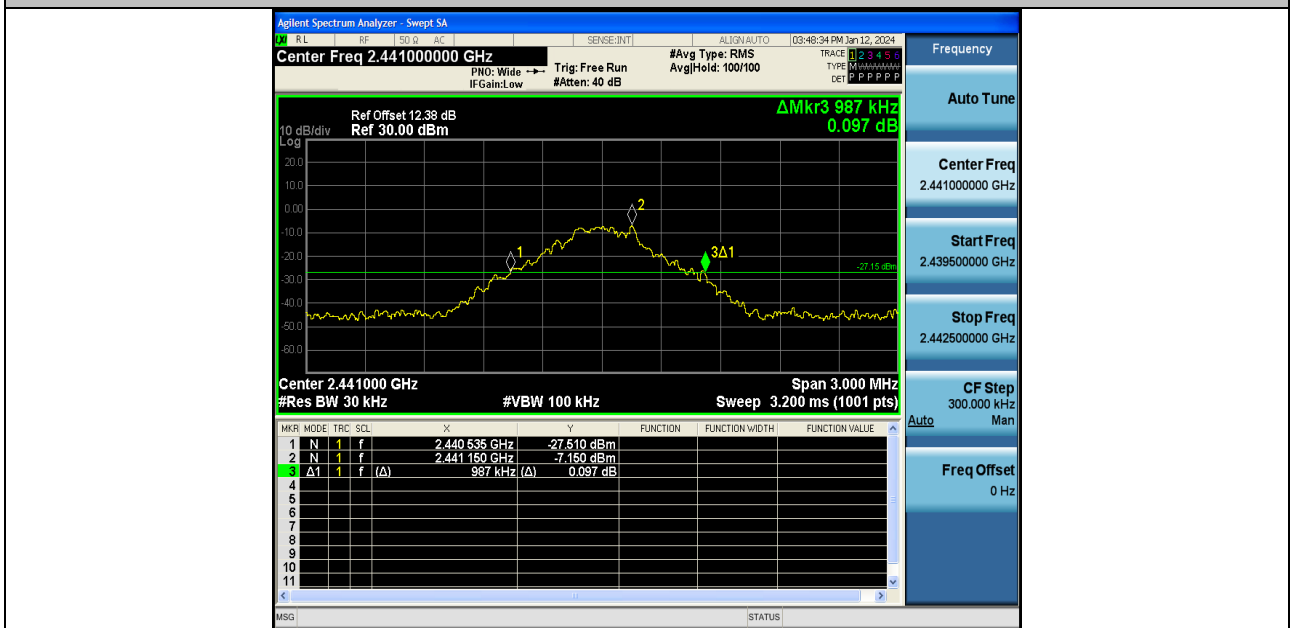 Agilent Spectrum Analyzer - Swept SA
LXI RL RF 50 Ω AC SENSE:INT ALIGN AUTO 03:48:34 PM Jan 12, 2024
Center Freq 2.441000000 GHz
PNO: Wide
IFGain:Low
Trig: Free Run
#Atten: 40 dB
#Avg Type: RMS
Avg|Hold: 100/100
TRACE 1 2 3 4 5 6
TYPE MWWWWW
DET P P P P P P
ΔMkr3 987 kHz
0.097 dB
Ref Offset 12.38 dB
10 dB/div Ref 30.00 dBm
Log
20.0
10.0
0.00
-10.0
-20.0
-30.0
-40.0
-50.0
-60.0
1
2
3Δ1
-27.15 dBm
Center 2.441000 GHz Span 3.000 MHz
#Res BW 30 kHz #VBW 100 kHz Sweep 3.200 ms (1001 pts)
MKR MODE TRC SCL X Y FUNCTION FUNCTION WIDTH FUNCTION VALUE
1 N 1 f 2.440 535 GHz -27.510 dBm
2 N 1 f 2.441 150 GHz -7.150 dBm
3 Δ1 1 f (Δ) 987 kHz (Δ) 0.097 dB
4
5
6
7
8
9
10
11
MSG STATUS
Frequency
Auto Tune
Center Freq
2.441000000 GHz
Start Freq
2.439500000 GHz
Stop Freq
2.442500000 GHz
CF Step
300.000 kHz
Auto Man
Freq Offset
0 Hz